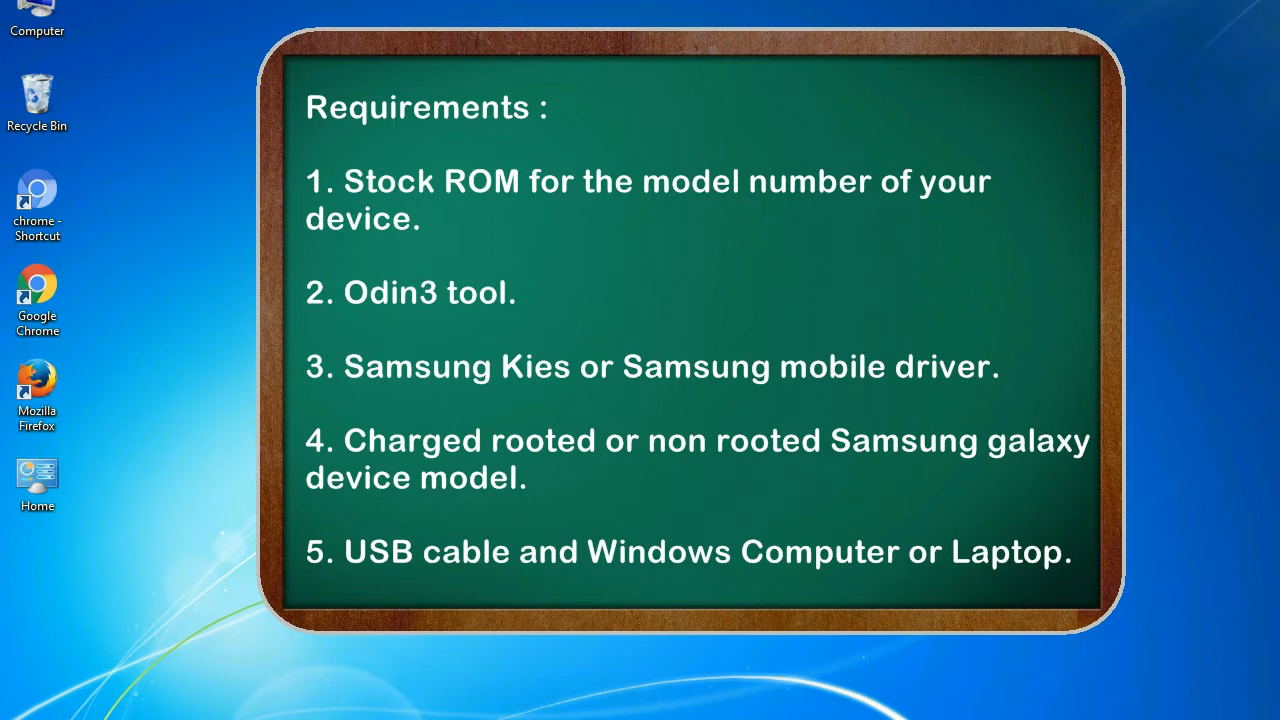 Computer
Recycle Bin
chrome -
Shortcut
Google
Chrome
Mozilla
Firefox
Home
Requirements :
1. Stock ROM for the model number of your
device.
2. Odin3 tool.
3. Samsung Kies or Samsung mobile driver.
4. Charged rooted or non rooted Samsung galaxy
device model.
5. USB cable and Windows Computer or Laptop.